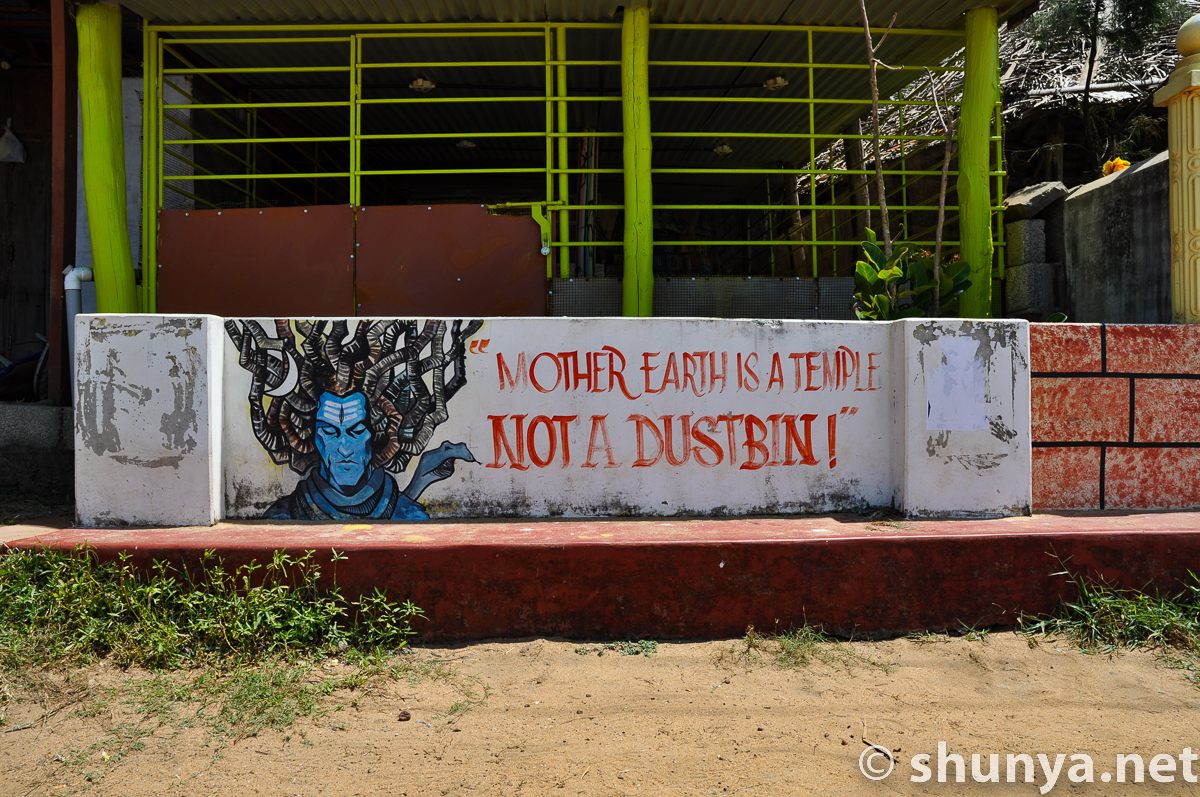 “MOTHER EARTH IS A TEMPLE
NOT A DUSTBIN!”
© shunya.net